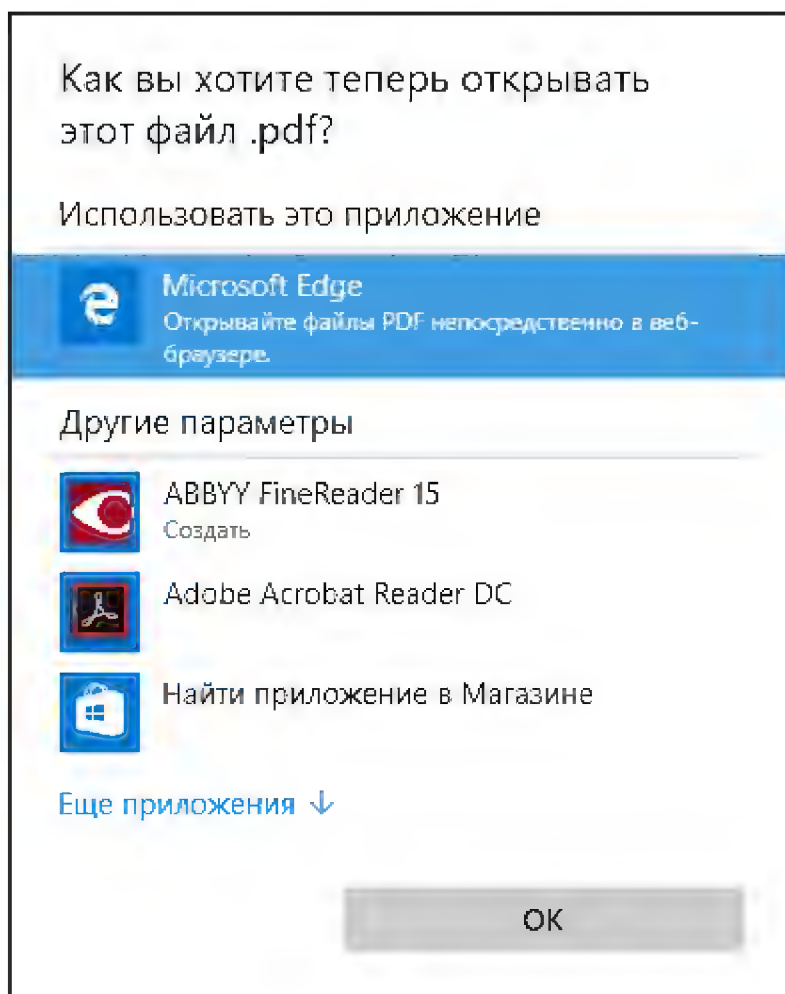 Как вы хотите теперь открывать
этот файл .pdf?
Использовать это приложение
Microsoft Edge
Открывайте файлы PDF непосредственно в веб-
браузере.
Другие параметры
ABBYY FineReader 15
Создать
Adobe Acrobat Reader DC
Найти приложение в Магазине
Еще приложения ↓
ОК